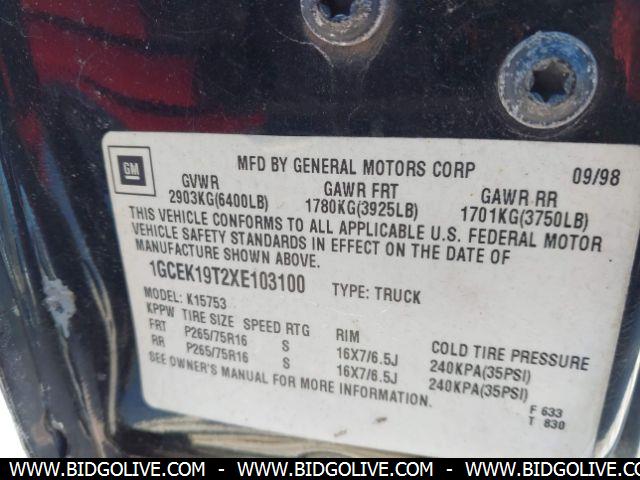 GM
MFD BY GENERAL MOTORS CORP 09/98
GVWR GAWR FRT GAWR RR
2903KG(6400LB) 1780KG(3925LB) 1701KG(3750LB)
THIS VEHICLE CONFORMS TO ALL APPLICABLE U.S. FEDERAL MOTOR
VEHICLE SAFETY STANDARDS IN EFFECT ON THE DATE OF
MANUFACTURE SHOWN ABOVE.
1GCEK19T2XE103100 TYPE: TRUCK
MODEL: K15753
KPPW TIRE SIZE SPEED RTG RIM COLD TIRE PRESSURE
FRT P265/75R16 S 16X7/6.5J 240KPA(35PSI)
RR P265/75R16 S 16X7/6.5J 240KPA(35PSI)
SEE OWNER'S MANUAL FOR MORE INFORMATION.
F 633
T 830
WWW.BIDGOLIVE.COM - WWW.BIDGOLIVE.COM - WWW.BIDGOLIVE.COM